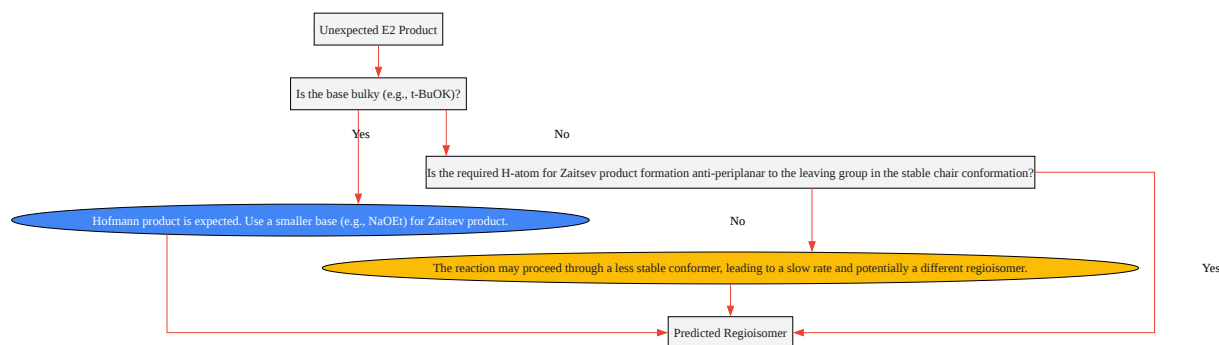 Unexpected E2 Product
Is the base bulky (e.g., t-BuOK)?
Yes
No
Is the required H-atom for Zaitsev product formation anti-periplanar to the leaving group in the stable chair conformation?
Hofmann product is expected. Use a smaller base (e.g., NaOEt) for Zaitsev product.
No
The reaction may proceed through a less stable conformer, leading to a slow rate and potentially a different regioisomer.
Yes
Predicted Regioisomer